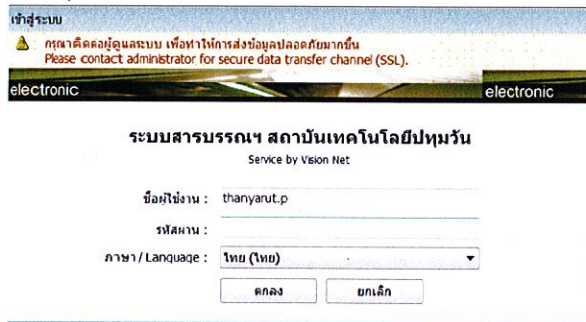 เข้าสู่ระบบ
กรุณาติดต่อผู้ดูแลระบบ เพื่อทำให้การส่งข้อมูลปลอดภัยมากขึ้น
Please contact administrator for secure data transfer channel (SSL).
electronic electronic
ระบบสารบรรณฯ สถาบันเทคโนโลยีปทุมวัน
Service by Vision Net
ชื่อผู้ใช้งาน : thanyarut.p
รหัสผ่าน :
ภาษา / Language : ไทย (ไทย)
ตกลง ยกเลิก